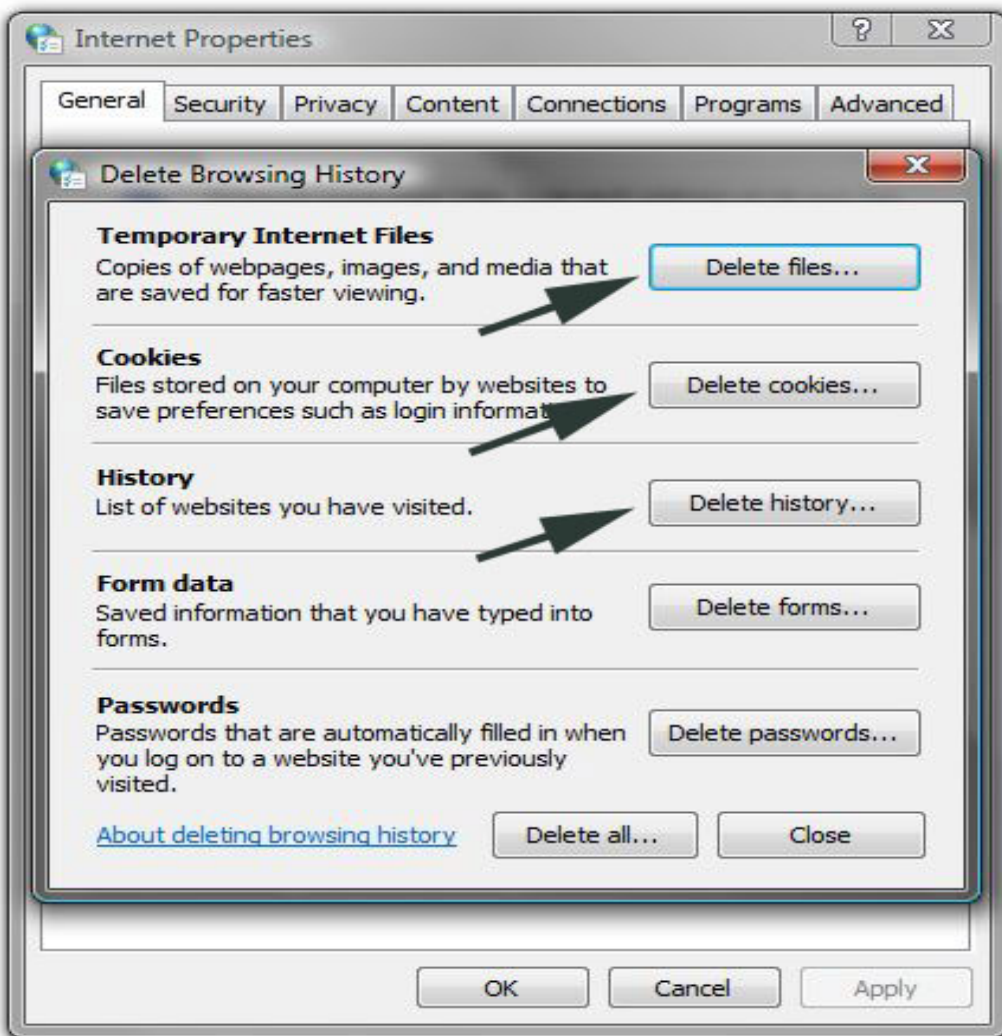 Internet Properties
General Security Privacy Content Connections Programs Advanced
Delete Browsing History
Temporary Internet Files
Copies of webpages, images, and media that
are saved for faster viewing.
Delete files...
Cookies
Files stored on your computer by websites to
save preferences such as login
Delete cookies...
History
List of websites you have visited.
Delete history...
Form data
Saved information that you have typed into
forms.
Delete forms...
Passwords
Passwords that are automatically filled in when
you log on to a website you've previously
visited.
Delete passwords...
About deleting browsing history
Delete all...
Close
OK
Cancel
Apply